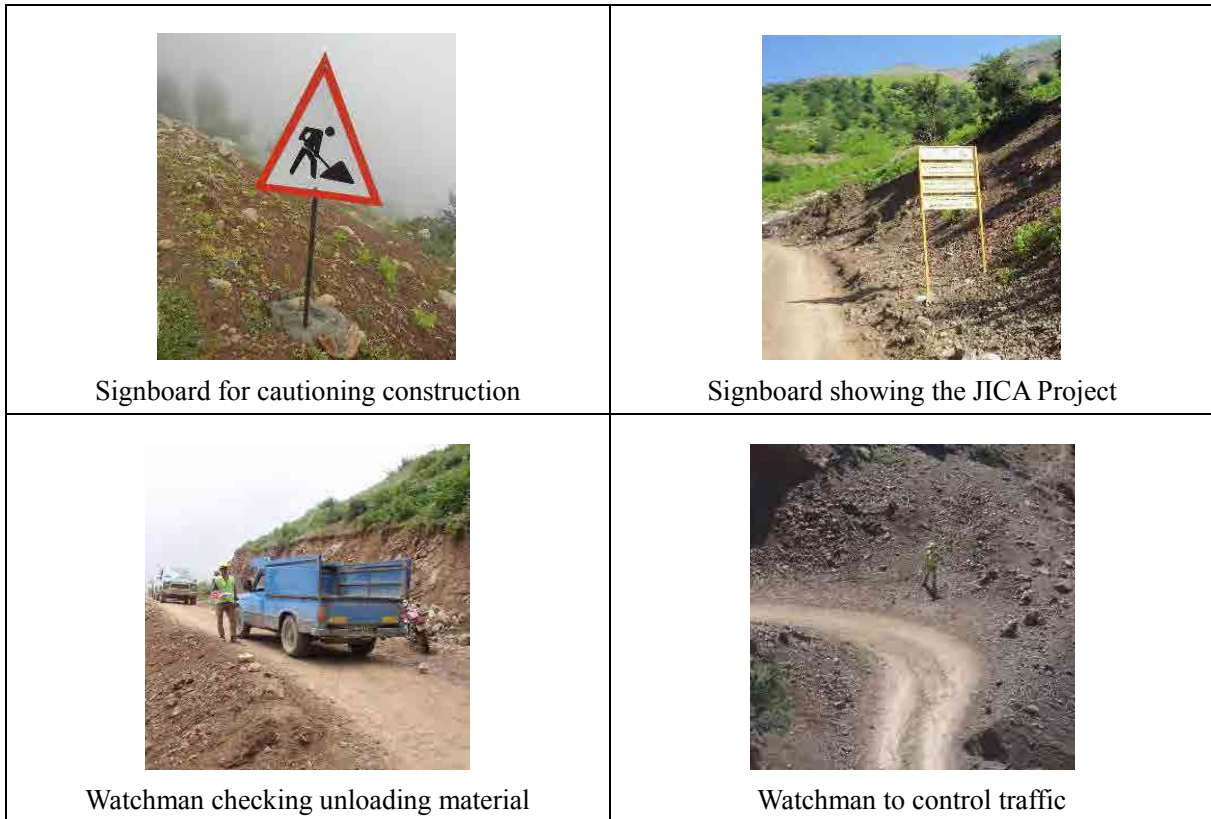 Signboard for cautioning construction
Signboard showing the JICA Project
Watchman checking unloading material
Watchman to control traffic